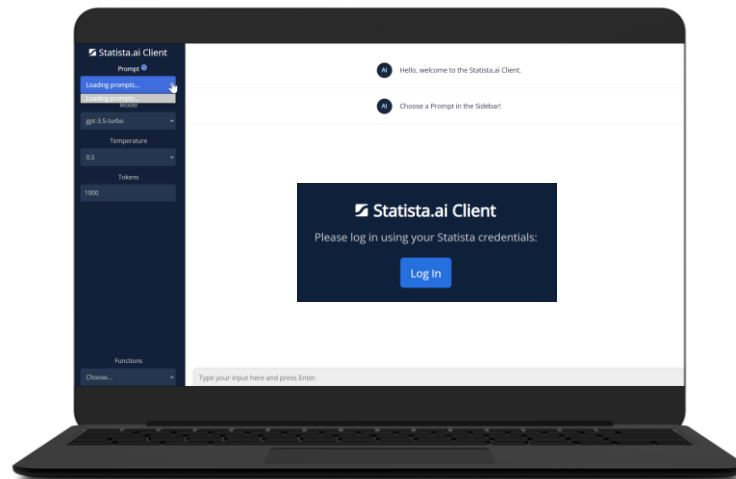 Statista.ai Client
Prompt
Loading prompts...
Loading prompts...
Model
gpt-3.5-turbo
Temperature
0.5
Tokens
1000
Functions
Choose...
AI
Hello, welcome to the Statista.ai Client.
AI
Choose a Prompt in the Sidebar!
Statista.ai Client
Please log in using your Statista credentials:
Log In
Type your input here and press Enter.